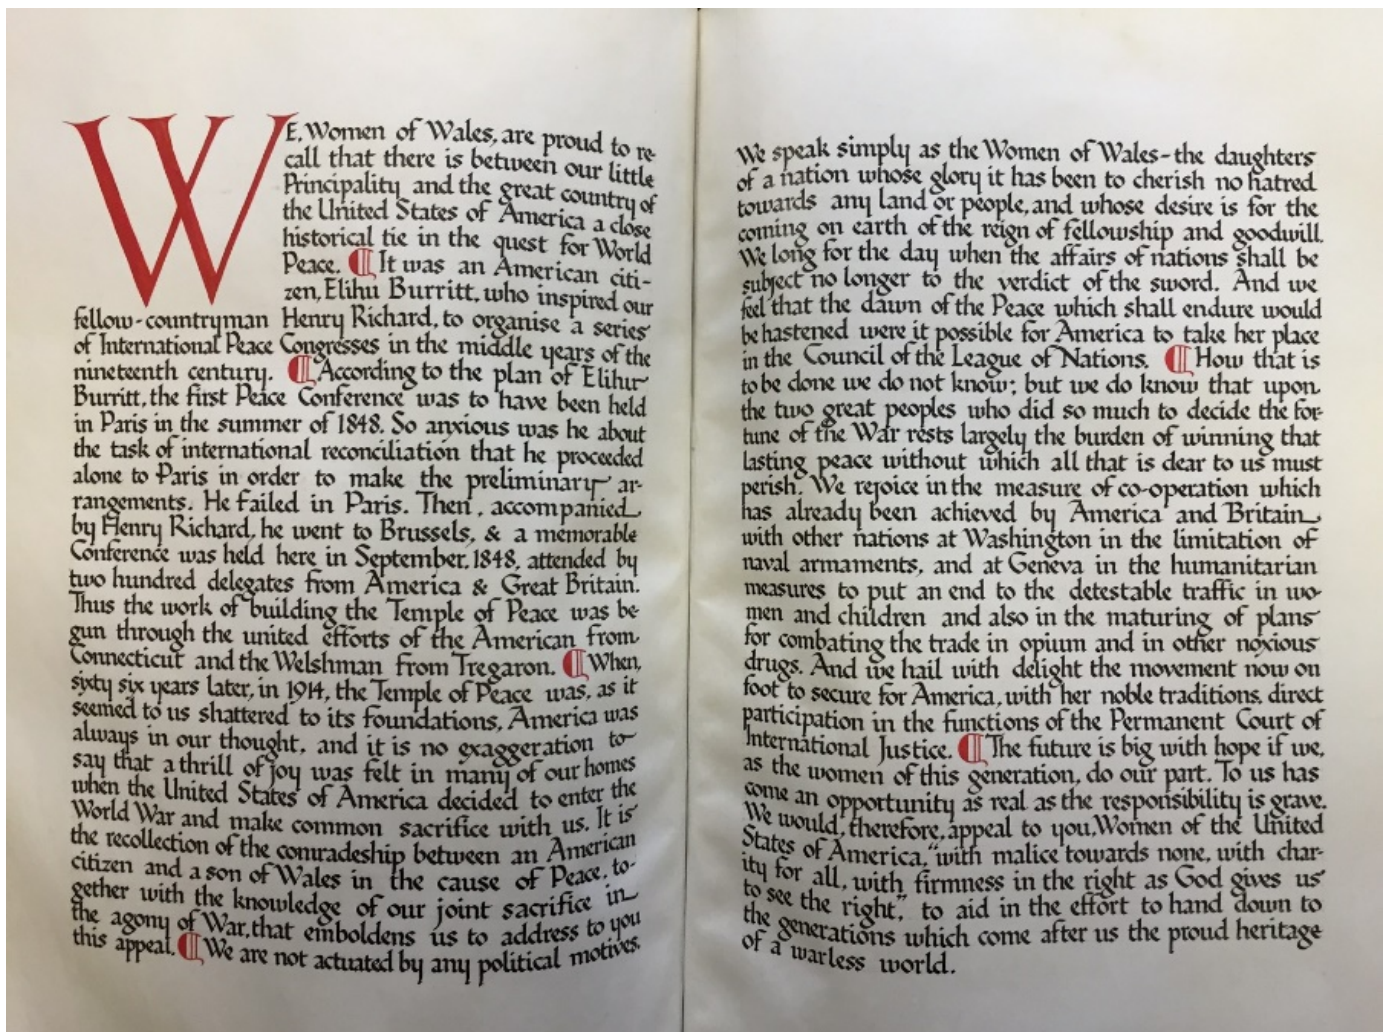 WE, Women of Wales, are proud to re-
call that there is between our little
Principality and the great country of
the United States of America a close
historical tie in the quest for World
Peace. ¶ It was an American citi-
zen, Elihu Burritt, who inspired our
fellow-countryman Henry Richard, to organise a series
of International Peace Congresses in the middle years of the
nineteenth century. ¶ According to the plan of Elihu
Burritt, the first Peace Conference was to have been held
in Paris in the summer of 1848. So anxious was he about
the task of international reconciliation that he proceeded
alone to Paris in order to make the preliminary ar-
rangements. He failed in Paris. Then, accompanied
by Henry Richard, he went to Brussels, & a memorable
Conference was held here in September, 1848, attended by
two hundred delegates from America & Great Britain.
Thus the work of building the Temple of Peace was be-
gun through the united efforts of the American from
Connecticut and the Welshman from Tregaron. ¶ When,
sixty six years later, in 1914, the Temple of Peace was, as it
seemed to us shattered to its foundations, America was
always in our thought, and it is no exaggeration to
say that a thrill of joy was felt in many of our homes
when the United States of America decided to enter the
World War and make common sacrifice with us. It is
the recollection of the comradeship between an American
citizen and a son of Wales in the cause of Peace, to-
gether with the knowledge of our joint sacrifice in
the agony of War, that emboldens us to address to you
this appeal. ¶ We are not actuated by any political motives.
We speak simply as the Women of Wales-the daughters
of a nation whose glory it has been to cherish no hatred
towards any land or people, and whose desire is for the
coming on earth of the reign of fellowship and goodwill.
We long for the day when the affairs of nations shall be
subject no longer to the verdict of the sword. And we
feel that the dawn of the Peace which shall endure would
be hastened were it possible for America to take her place
in the Council of the League of Nations. ¶ How that is
to be done we do not know; but we do know that upon
the two great peoples who did so much to decide the for-
tune of the War rests largely the burden of winning that
lasting peace without which all that is dear to us must
perish. We rejoice in the measure of co-operation which
has already been achieved by America and Britain
with other nations at Washington in the limitation of
naval armaments, and at Geneva in the humanitarian
measures to put an end to the detestable traffic in wo-
men and children and also in the maturing of plans
for combating the trade in opium and in other noxious
drugs. And we hail with delight the movement now on
foot to secure for America, with her noble traditions, direct
participation in the functions of the Permanent Court of
International Justice. ¶ The future is big with hope if we,
as the women of this generation, do our part. To us has
come an opportunity as real as the responsibility is grave.
We would, therefore, appeal to you, Women of the United
States of America, "with malice towards none, with char-
ity for all, with firmness in the right as God gives us
to see the right," to aid in the effort to hand down to
the generations which come after us the proud heritage
of a warless world.